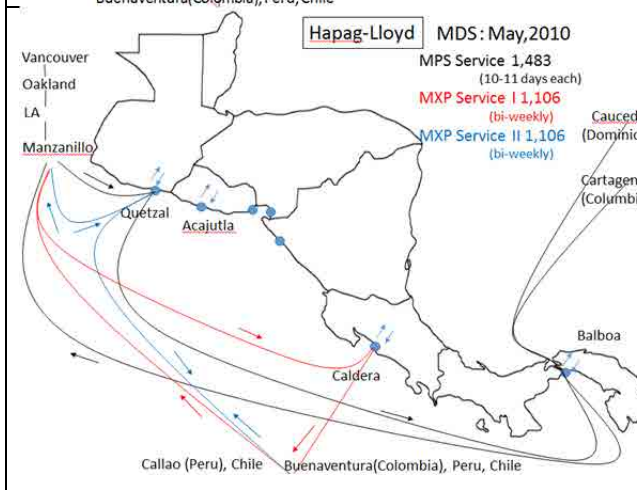 Buenaventura(Colombia), Peru, Chile
Hapag-Lloyd
MDS: May,2010
MPS Service 1,483
(10-11 days each)
MXP Service I 1,106
(bi-weekly)
MXP Service II 1,106
(bi-weekly)
Vancouver
Oakland
LA
Manzanillo
Quetzal
Acajutla
Caldera
Balboa
Cauced
(Dominic
Cartagen
(Columbi
Callao (Peru), Chile
Buenaventura(Colombia), Peru, Chile